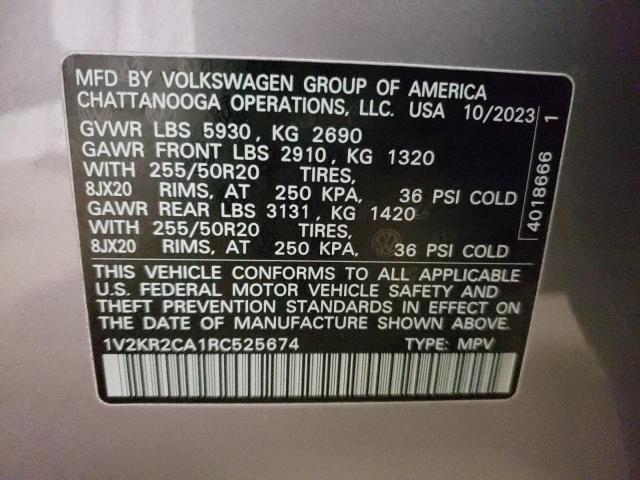 MFD BY VOLKSWAGEN GROUP OF AMERICA
CHATTANOOGA OPERATIONS, LLC. USA 10/2023
GVWR LBS 5930, KG 2690
GAWR FRONT LBS 2910, KG 1320
WITH 255/50R20 TIRES,
8JX20 RIMS, AT 250 KPA, 36 PSI COLD
GAWR REAR LBS 3131, KG 1420
WITH 255/50R20 TIRES,
8JX20 RIMS, AT 250 KPA, 36 PSI COLD
THIS VEHICLE CONFORMS TO ALL APPLICABLE
U.S. FEDERAL MOTOR VEHICLE SAFETY AND
THEFT PREVENTION STANDARDS IN EFFECT ON
THE DATE OF MANUFACTURE SHOWN ABOVE.
1V2KR2CA1RC525674 TYPE: MPV
4018666 1